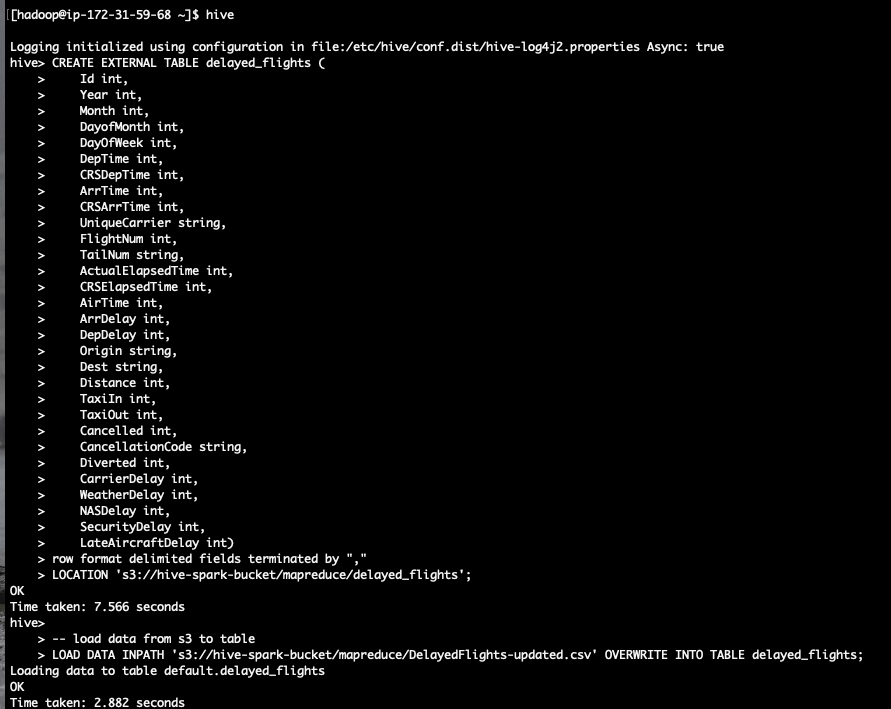 [[hadoop@ip-172-31-59-68 ~]$ hive
Logging initialized using configuration in file:/etc/hive/conf.dist/hive-log4j2.properties Async: true
hive> CREATE EXTERNAL TABLE delayed_flights (
    >     Id int,
    >     Year int,
    >     Month int,
    >     DayofMonth int,
    >     DayOfWeek int,
    >     DepTime int,
    >     CRSDepTime int,
    >     ArrTime int,
    >     CRSArrTime int,
    >     UniqueCarrier string,
    >     FlightNum int,
    >     TailNum string,
    >     ActualElapsedTime int,
    >     CRSElapsedTime int,
    >     AirTime int,
    >     ArrDelay int,
    >     DepDelay int,
    >     Origin string,
    >     Dest string,
    >     Distance int,
    >     TaxiIn int,
    >     TaxiOut int,
    >     Cancelled int,
    >     CancellationCode string,
    >     Diverted int,
    >     CarrierDelay int,
    >     WeatherDelay int,
    >     NASDelay int,
    >     SecurityDelay int,
    >     LateAircraftDelay int)
    > row format delimited fields terminated by ","
    > LOCATION 's3://hive-spark-bucket/mapreduce/delayed_flights';
OK
Time taken: 7.566 seconds
hive>
    > -- load data from s3 to table
    > LOAD DATA INPATH 's3://hive-spark-bucket/mapreduce/DelayedFlights-updated.csv' OVERWRITE INTO TABLE delayed_flights;
Loading data to table default.delayed_flights
OK
Time taken: 2.882 seconds